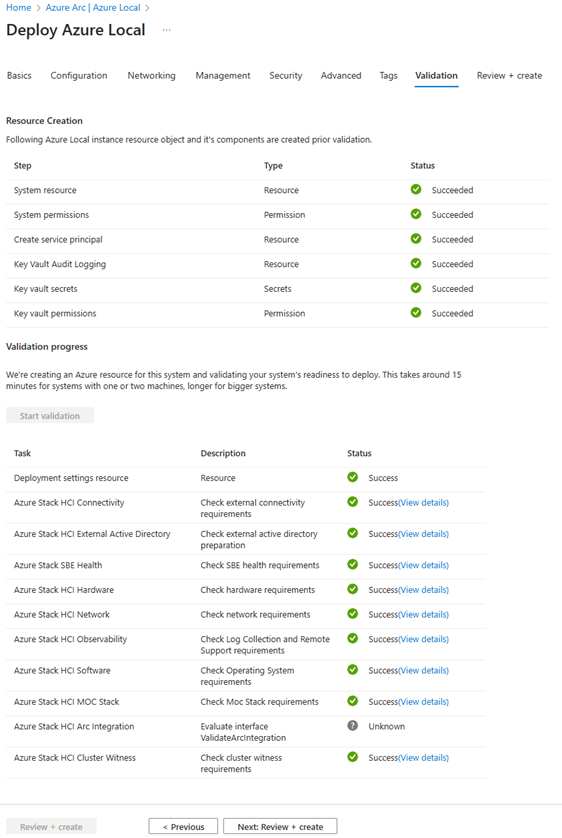 Home > Azure Arc | Azure Local >
Deploy Azure Local ...
Basics Configuration Networking Management Security Advanced Tags Validation Review + create
Resource Creation
Following Azure Local instance resource object and it's components are created prior validation.
Step Type Status
System resource Resource Succeeded
System permissions Permission Succeeded
Create service principal Resource Succeeded
Key Vault Audit Logging Resource Succeeded
Key vault secrets Secrets Succeeded
Key vault permissions Permission Succeeded
Validation progress
We're creating an Azure resource for this system and validating your system's readiness to deploy. This takes around 15
minutes for systems with one or two machines, longer for bigger systems.
Start validation
Task Description Status
Deployment settings resource Resource Success
Azure Stack HCI Connectivity Check external connectivity Success(View details)
requirements
Azure Stack HCI External Active Directory Check external active directory Success(View details)
preparation
Azure Stack SBE Health Check SBE health requirements Success(View details)
Azure Stack HCI Hardware Check hardware requirements Success(View details)
Azure Stack HCI Network Check network requirements Success(View details)
Azure Stack HCI Observability Check Log Collection and Remote Success(View details)
Support requirements
Azure Stack HCI Software Check Operating System Success(View details)
requirements
Azure Stack HCI MOC Stack Check Moc Stack requirements Success(View details)
Azure Stack HCI Arc Integration Evaluate interface ? Unknown
ValidateArcIntegration
Azure Stack HCI Cluster Witness Check cluster witness Success(View details)
requirements
Review + create < Previous Next: Review + create